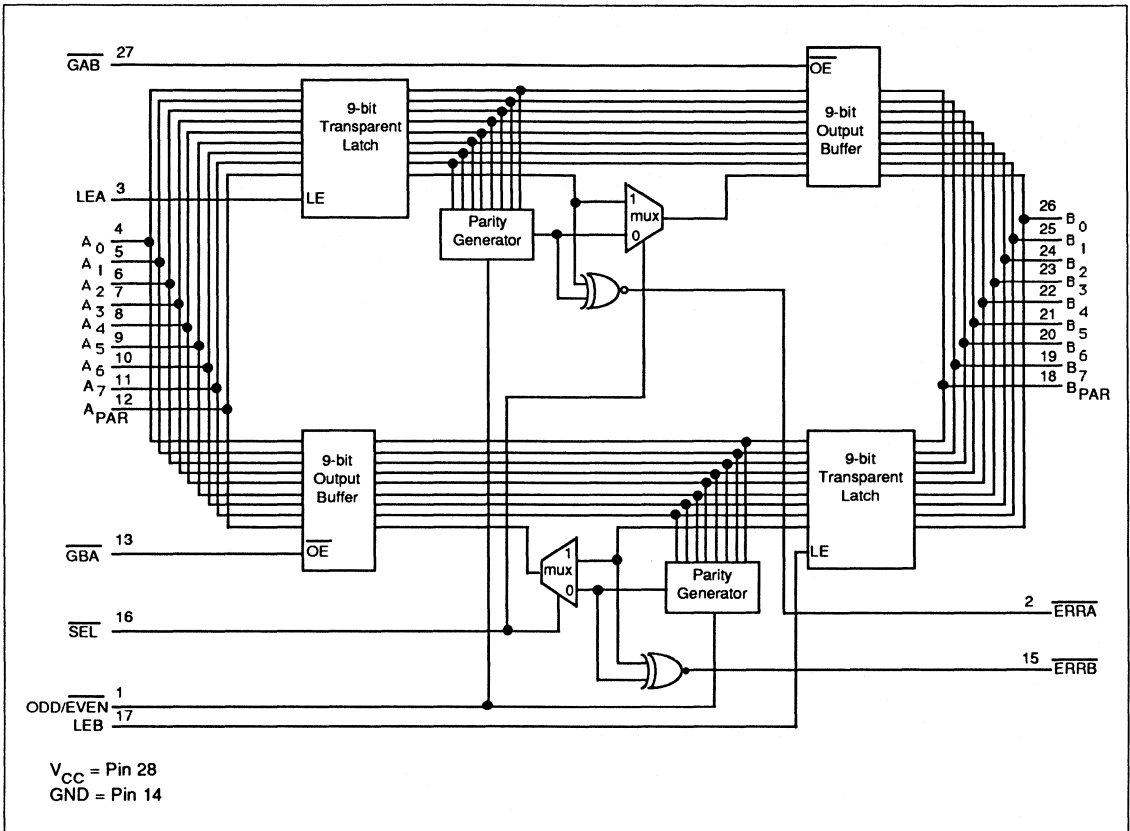 GAB 27
OE
9-bit
Transparent
Latch
9-bit
Output
Buffer
LEA 3
LE
1
mux
0
Parity
Generator
A0 4
A1 5
A2 6
A3 7
A4 8
A5 9
A6 10
A7 11
APAR 12
26 B0
25 B1
24 B2
23 B3
22 B4
21 B5
20 B6
19 B7
18 BPAR
9-bit
Output
Buffer
OE
9-bit
Transparent
Latch
LE
GBA 13
1
mux
0
Parity
Generator
2 ERRA
SEL 16
15 ERRB
ODD/EVEN 1
LEB 17
VCC = Pin 28
GND = Pin 14